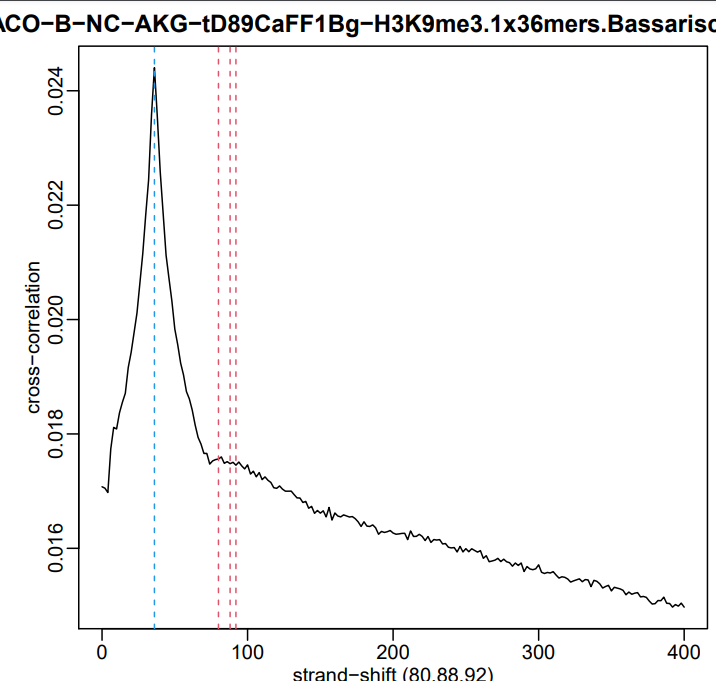 ACO−B−NC−AKG−tD89CaFF1Bg−H3K9me3.1x36mers.Bassarisc
cross−correlation
0.024
0.022
0.020
0.018
0.016
0 100 200 300 400
strand−shift (80,88,92)